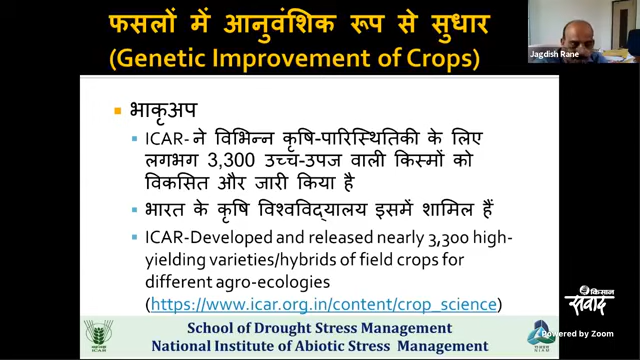 फसलों में आनुवंशिक रूप से सुधार
(Genetic Improvement of Crops)
Jagdish Rane
भाकृअप
ICAR- ने विभिन्न कृषि-पारिस्थितिकी के लिए
लगभग 3,300 उच्च-उपज वाली किस्मों को
विकसित और जारी किया है
भारत के कृषि विश्वविद्यालय इसमें शामिल हैं
ICAR-Developed and released nearly 3,300 high-
yielding varieties/hybrids of field crops for
different agro-ecologies
(https://www.icar.org.in/content/crop_science)
किसान
संवाद
Powered by Zoom
ICAR
School of Drought Stress Management
National Institute of Abiotic Stress Management